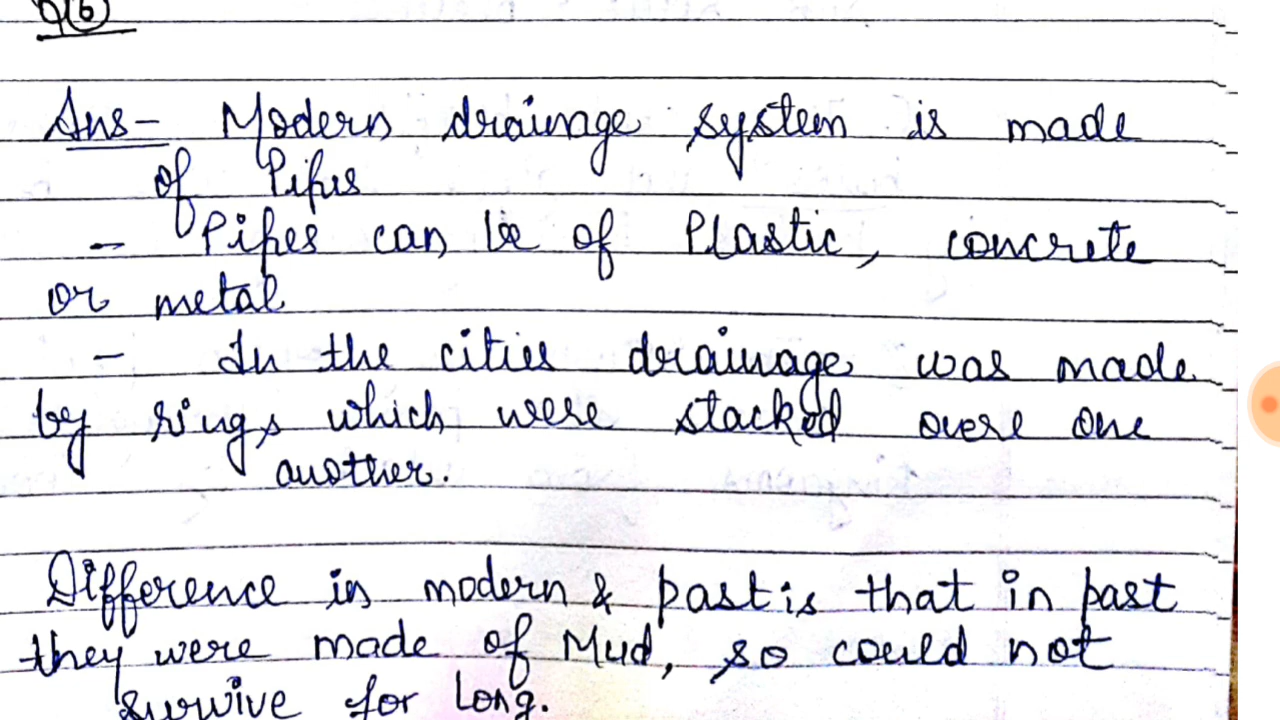 Q(6)
Ans- Modern drainage system is made
of Pipes
- Pipes can be of Plastic, concrete
or metal
- In the cities drainage was made
by rings which were stacked over one
another.
Difference in modern & past is that in past
they were made of Mud, so could not
survive for Long.